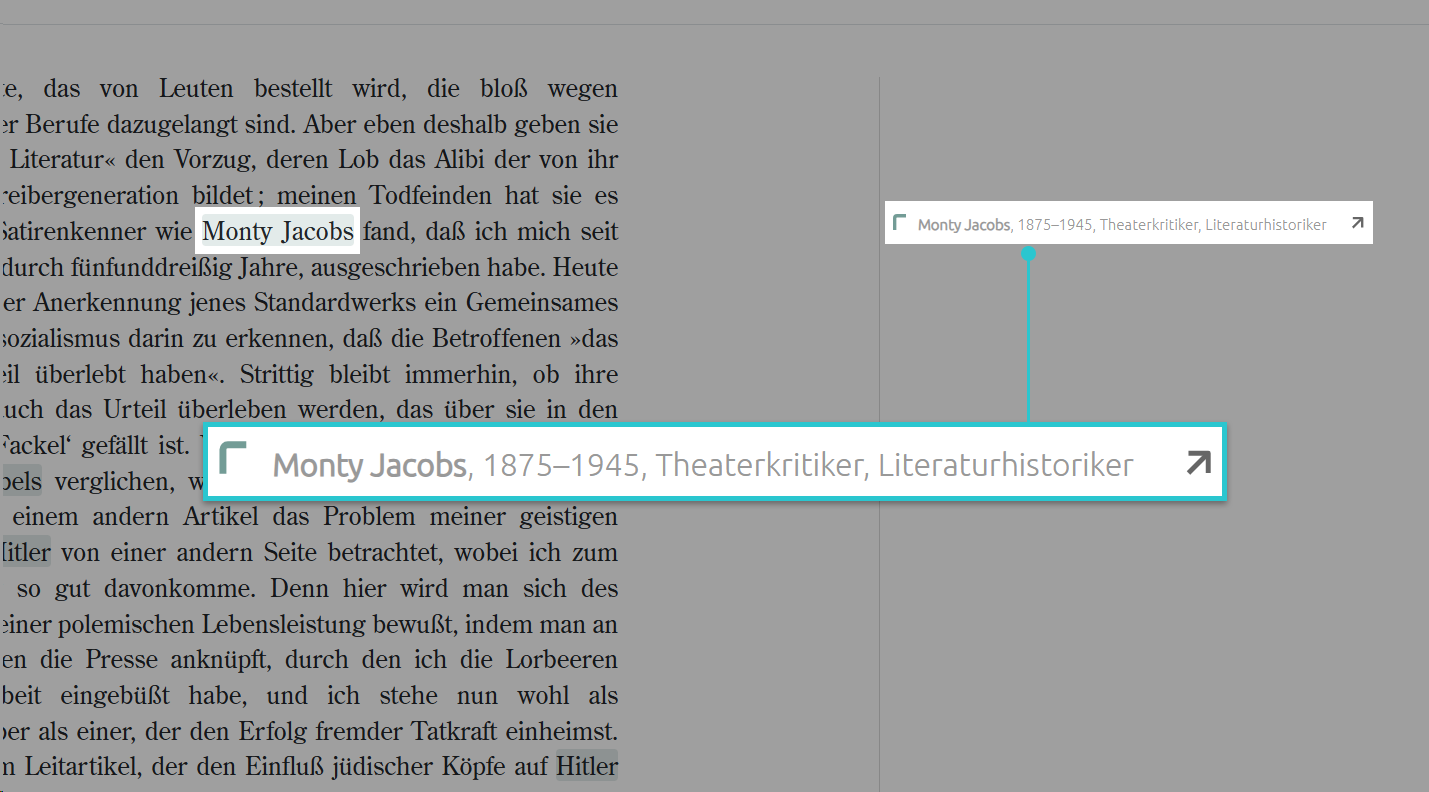 te, das von Leuten bestellt wird, die bloß wegen
er Berufe dazugelangt sind. Aber eben deshalb geben sie
Literatur« den Vorzug, deren Lob das Alibi der von ihr
reibergeneration bildet; meinen Todfeinden hat sie es
Satirenkenner wie Monty Jacobs fand, daß ich mich seit
durch fünfunddreißig Jahre, ausgeschrieben habe. Heute
er Anerkennung jenes Standardwerks ein Gemeinsames
sozialismus darin zu erkennen, daß die Betroffenen »das
eil überlebt haben«. Strittig bleibt immerhin, ob ihre
auch das Urteil überleben werden, das über sie in den
Fackel‘ gefällt ist.
bels verglichen, w
einem andern Artikel das Problem meiner geistigen
Hitler von einer andern Seite betrachtet, wobei ich zum
so gut davonkomme. Denn hier wird man sich des
einer polemischen Lebensleistung bewußt, indem man an
en die Presse anknüpft, durch den ich die Lorbeeren
beit eingebüßt habe, und ich stehe nun wohl als
ber als einer, der den Erfolg fremder Tatkraft einheimst.
n Leitartikel, der den Einfluß jüdischer Köpfe auf Hitler
Monty Jacobs, 1875–1945, Theaterkritiker, Literaturhistoriker
Monty Jacobs, 1875–1945, Theaterkritiker, Literaturhistoriker